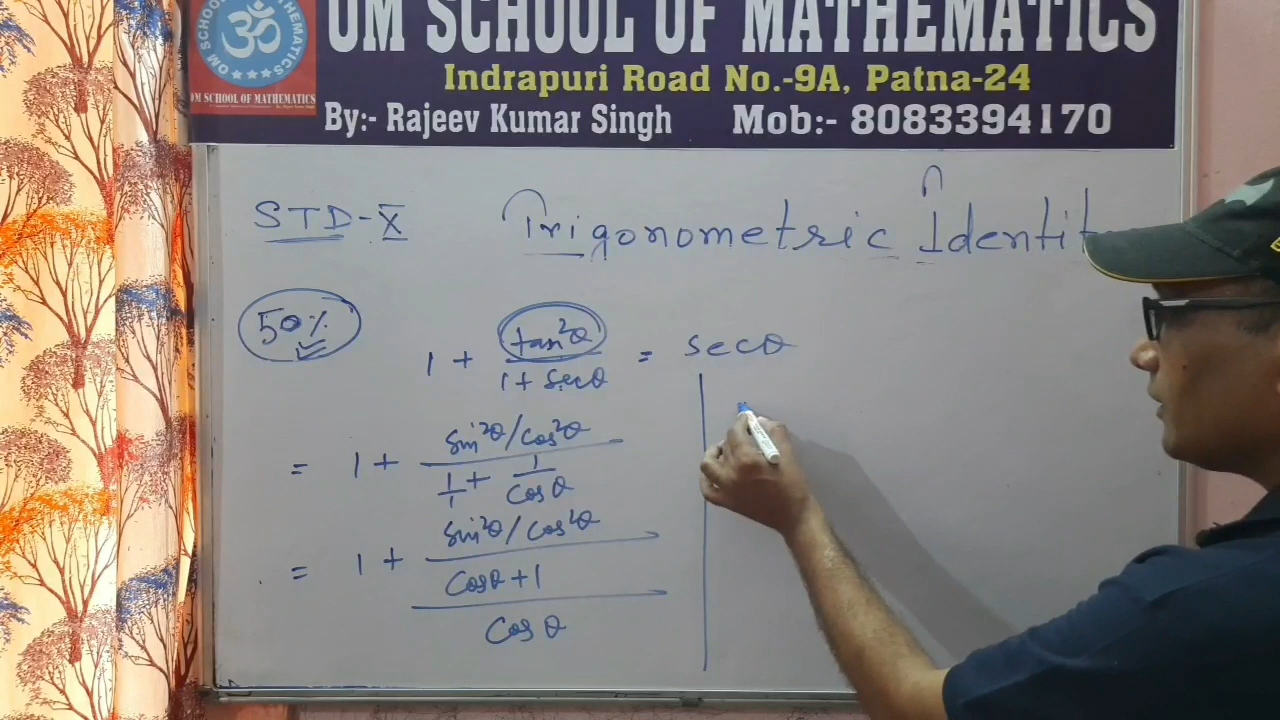 OM SCHOOL OF MATHEMATICS
Indrapuri Road No.-9A, Patna-24
By:- Rajeev Kumar Singh Mob:- 8083394170
OM SCHOOL OF MATHEMATICS
STD-X Trigonometric Identit
50%
1 + tan²θ / 1 + secθ = secθ
= 1 + sin²θ/cos²θ / 1/1 + 1/cosθ
= 1 + sin²θ/cos²θ / cosθ+1 / cosθ